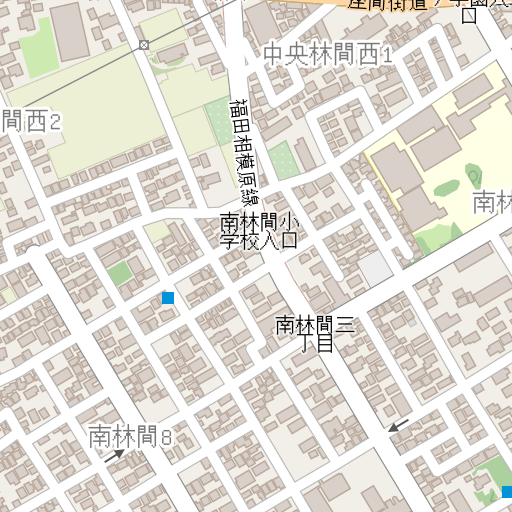 座間街道
口
中央林間西1
間西2
福田相模原線
南林
南林間小
学校入口
南林間三
丁目
南林間8